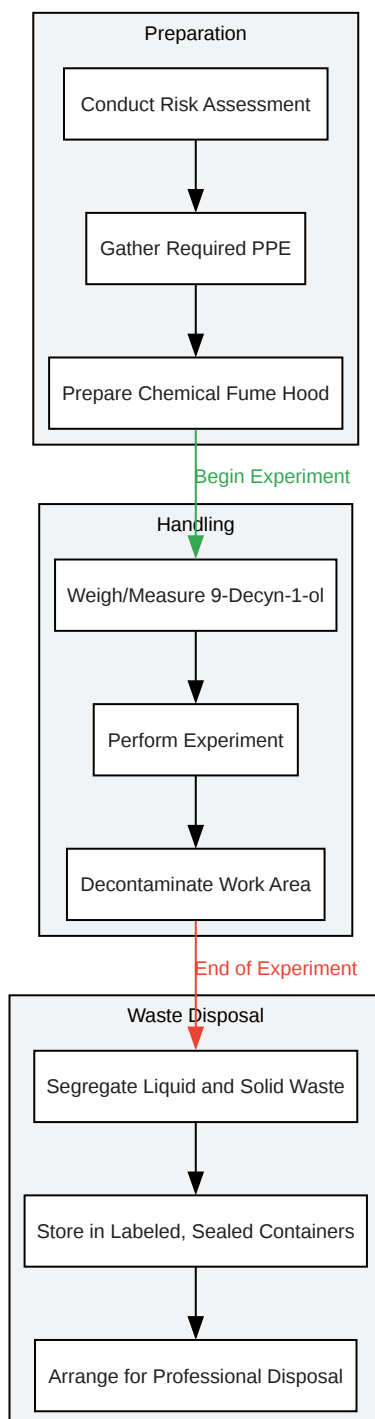 Preparation
Conduct Risk Assessment
Gather Required PPE
Prepare Chemical Fume Hood
Begin Experiment
Handling
Weigh/Measure 9-Decyn-1-ol
Perform Experiment
Decontaminate Work Area
End of Experiment
Waste Disposal
Segregate Liquid and Solid Waste
Store in Labeled, Sealed Containers
Arrange for Professional Disposal